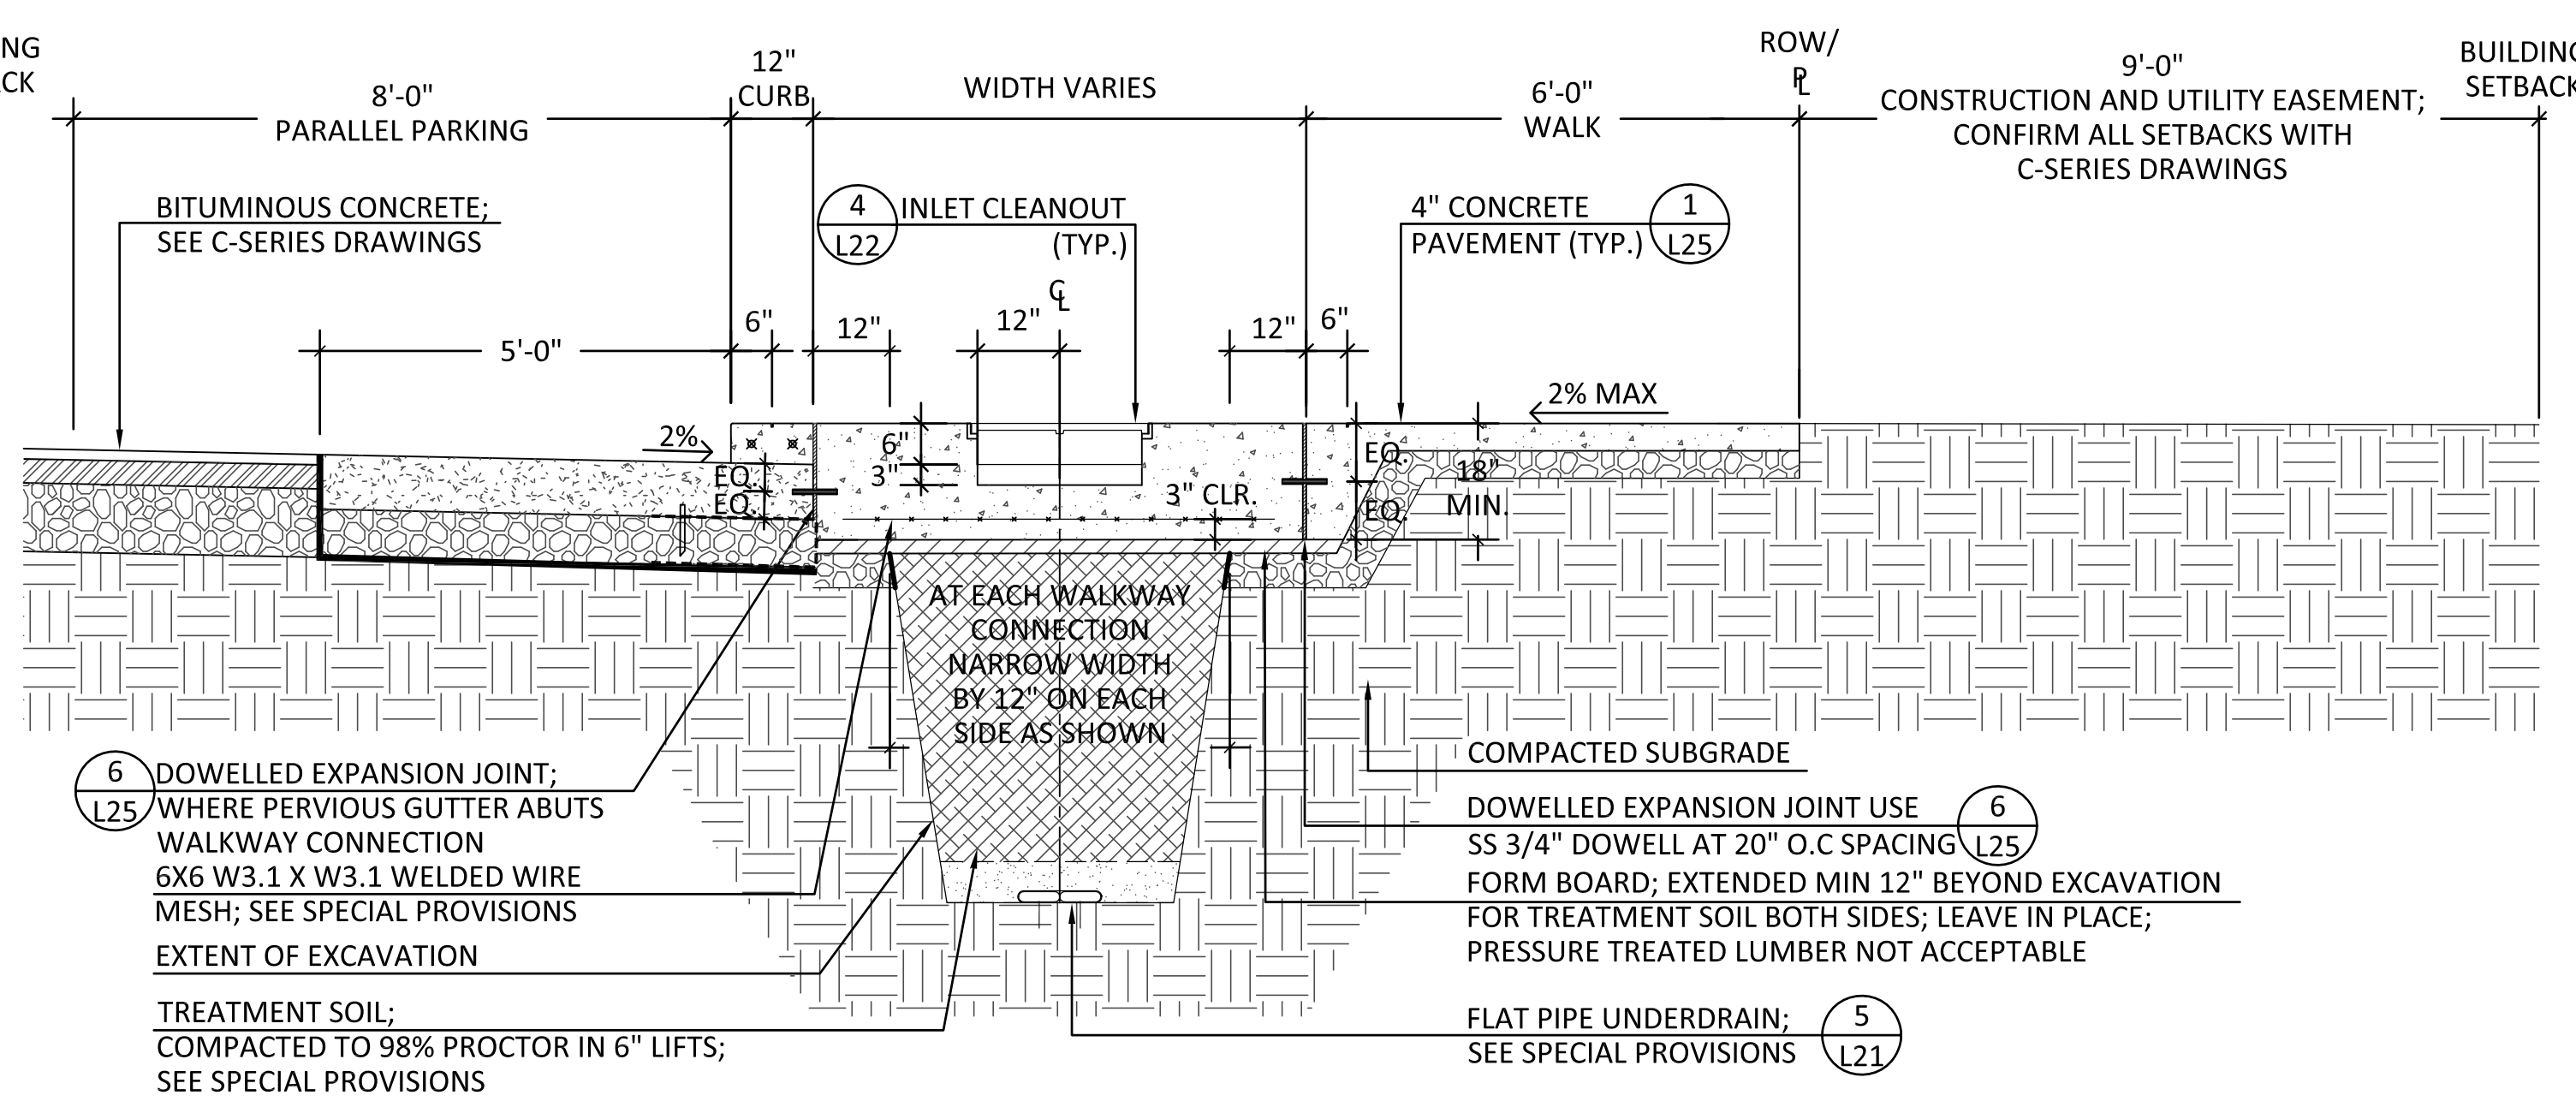 NG
CK
8'-0"
PARALLEL PARKING
12"
CURB
WIDTH VARIES
6'-0"
WALK
ROW/
PL
9'-0"
CONSTRUCTION AND UTILITY EASEMENT;
CONFIRM ALL SETBACKS WITH
C-SERIES DRAWINGS
BUILDING
SETBACK
BITUMINOUS CONCRETE;
SEE C-SERIES DRAWINGS
4
L22
INLET CLEANOUT
(TYP.)
4" CONCRETE
PAVEMENT (TYP.)
1
L25
CL
5'-0"
6"
12"
12"
12"
6"
2%
2% MAX
6"
3"
EQ.
EQ.
3" CLR.
EQ.
EQ.
18"
MIN.
AT EACH WALKWAY
CONNECTION
NARROW WIDTH
BY 12" ON EACH
SIDE AS SHOWN
6
L25
DOWELLED EXPANSION JOINT;
WHERE PERVIOUS GUTTER ABUTS
WALKWAY CONNECTION
6X6 W3.1 X W3.1 WELDED WIRE
MESH; SEE SPECIAL PROVISIONS
EXTENT OF EXCAVATION
TREATMENT SOIL;
COMPACTED TO 98% PROCTOR IN 6" LIFTS;
SEE SPECIAL PROVISIONS
COMPACTED SUBGRADE
DOWELLED EXPANSION JOINT USE
SS 3/4" DOWELL AT 20" O.C SPACING
6
L25
FORM BOARD; EXTENDED MIN 12" BEYOND EXCAVATION
FOR TREATMENT SOIL BOTH SIDES; LEAVE IN PLACE;
PRESSURE TREATED LUMBER NOT ACCEPTABLE
FLAT PIPE UNDERDRAIN;
SEE SPECIAL PROVISIONS
5
L21